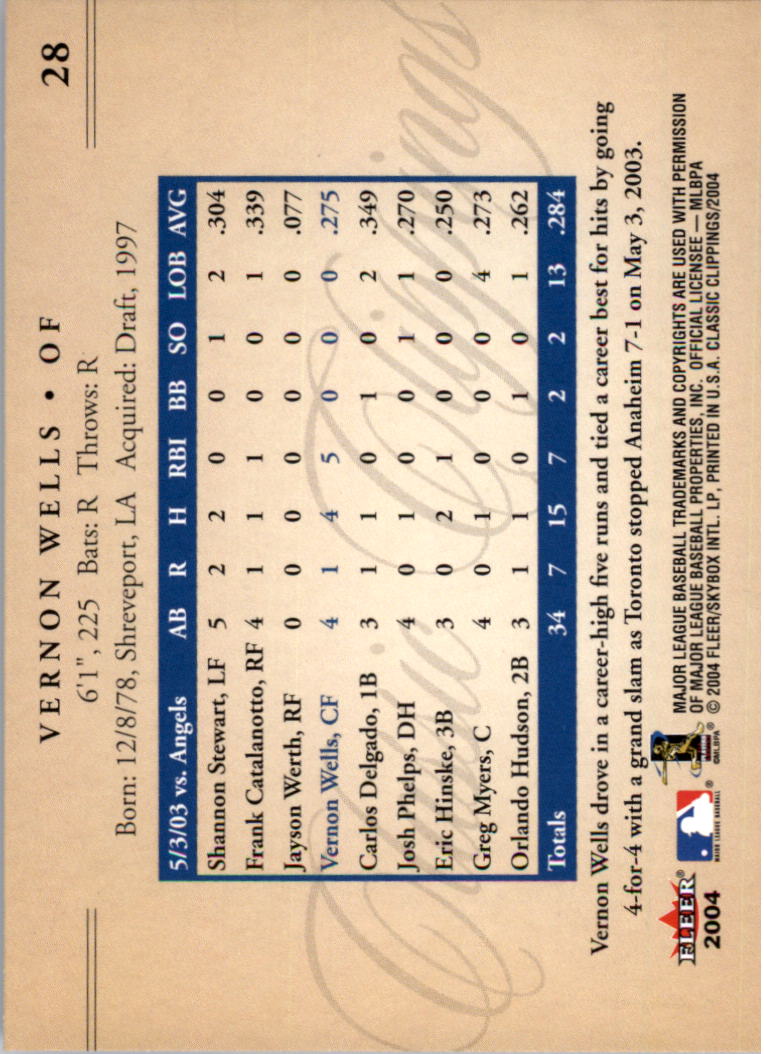 28
VERNON WELLS • OF
6'1", 225 Bats: R Throws: R
Born: 12/8/78, Shreveport, LA Acquired: Draft, 1997
5/3/03 vs. Angels AB R H RBI BB SO LOB AVG
Shannon Stewart, LF 5 2 2 0 0 1 2 .304
Frank Catalanotto, RF 4 1 1 1 0 0 1 .339
Jayson Werth, RF 0 0 0 0 0 0 0 .077
Vernon Wells, CF 4 1 4 5 0 0 0 .275
Carlos Delgado, 1B 3 1 1 0 1 0 2 .349
Josh Phelps, DH 4 0 1 0 0 1 1 .270
Eric Hinske, 3B 3 0 2 1 0 0 0 .250
Greg Myers, C 4 0 1 0 0 0 4 .273
Orlando Hudson, 2B 3 1 1 0 1 0 1 .262
Totals 34 7 15 7 2 2 13 .284
Classic Clippings
Vernon Wells drove in a career-high five runs and tied a career best for hits by going
4-for-4 with a grand slam as Toronto stopped Anaheim 7-1 on May 3, 2003.
FLEER®
2004
MAJOR LEAGUE BASEBALL
®
®
©MLBPA
MAJOR LEAGUE BASEBALL TRADEMARKS AND COPYRIGHTS ARE USED WITH PERMISSION
OF MAJOR LEAGUE BASEBALL PROPERTIES, INC. OFFICIAL LICENSEE — MLBPA
© 2004 FLEER/SKYBOX INTL. LP, PRINTED IN U.S.A. CLASSIC CLIPPINGS/2004